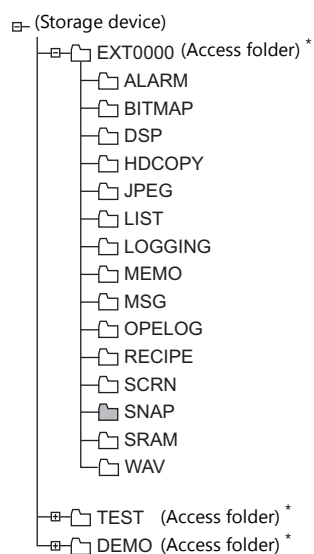 (Storage device)
EXT0000 (Access folder) *
ALARM
BITMAP
DSP
HDCOPY
JPEG
LIST
LOGGING
MEMO
MSG
OPELOG
RECIPE
SCRN
SNAP
SRAM
WAV
TEST (Access folder) *
DEMO (Access folder) *